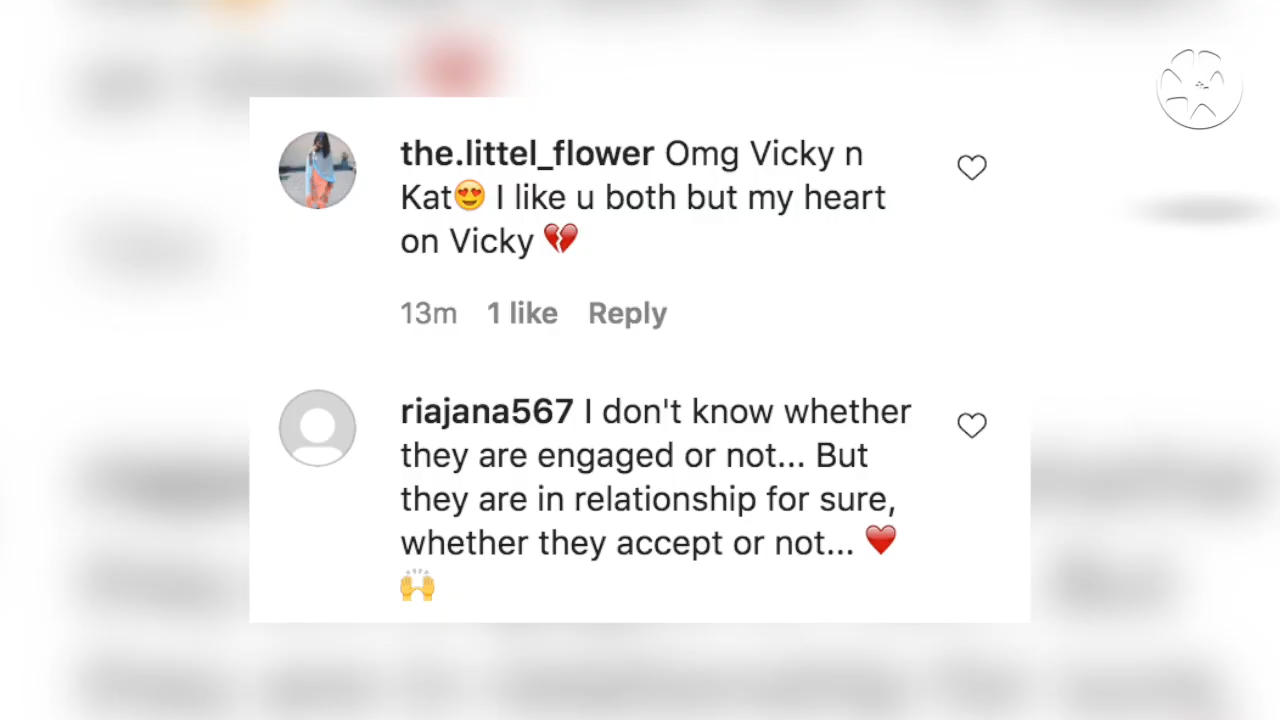 the.littel_flower Omg Vicky n
Kat😍 I like u both but my heart
on Vicky 💔
13m 1 like Reply
riajana567 I don't know whether
they are engaged or not... But
they are in relationship for sure,
whether they accept or not... ❤️
🙌